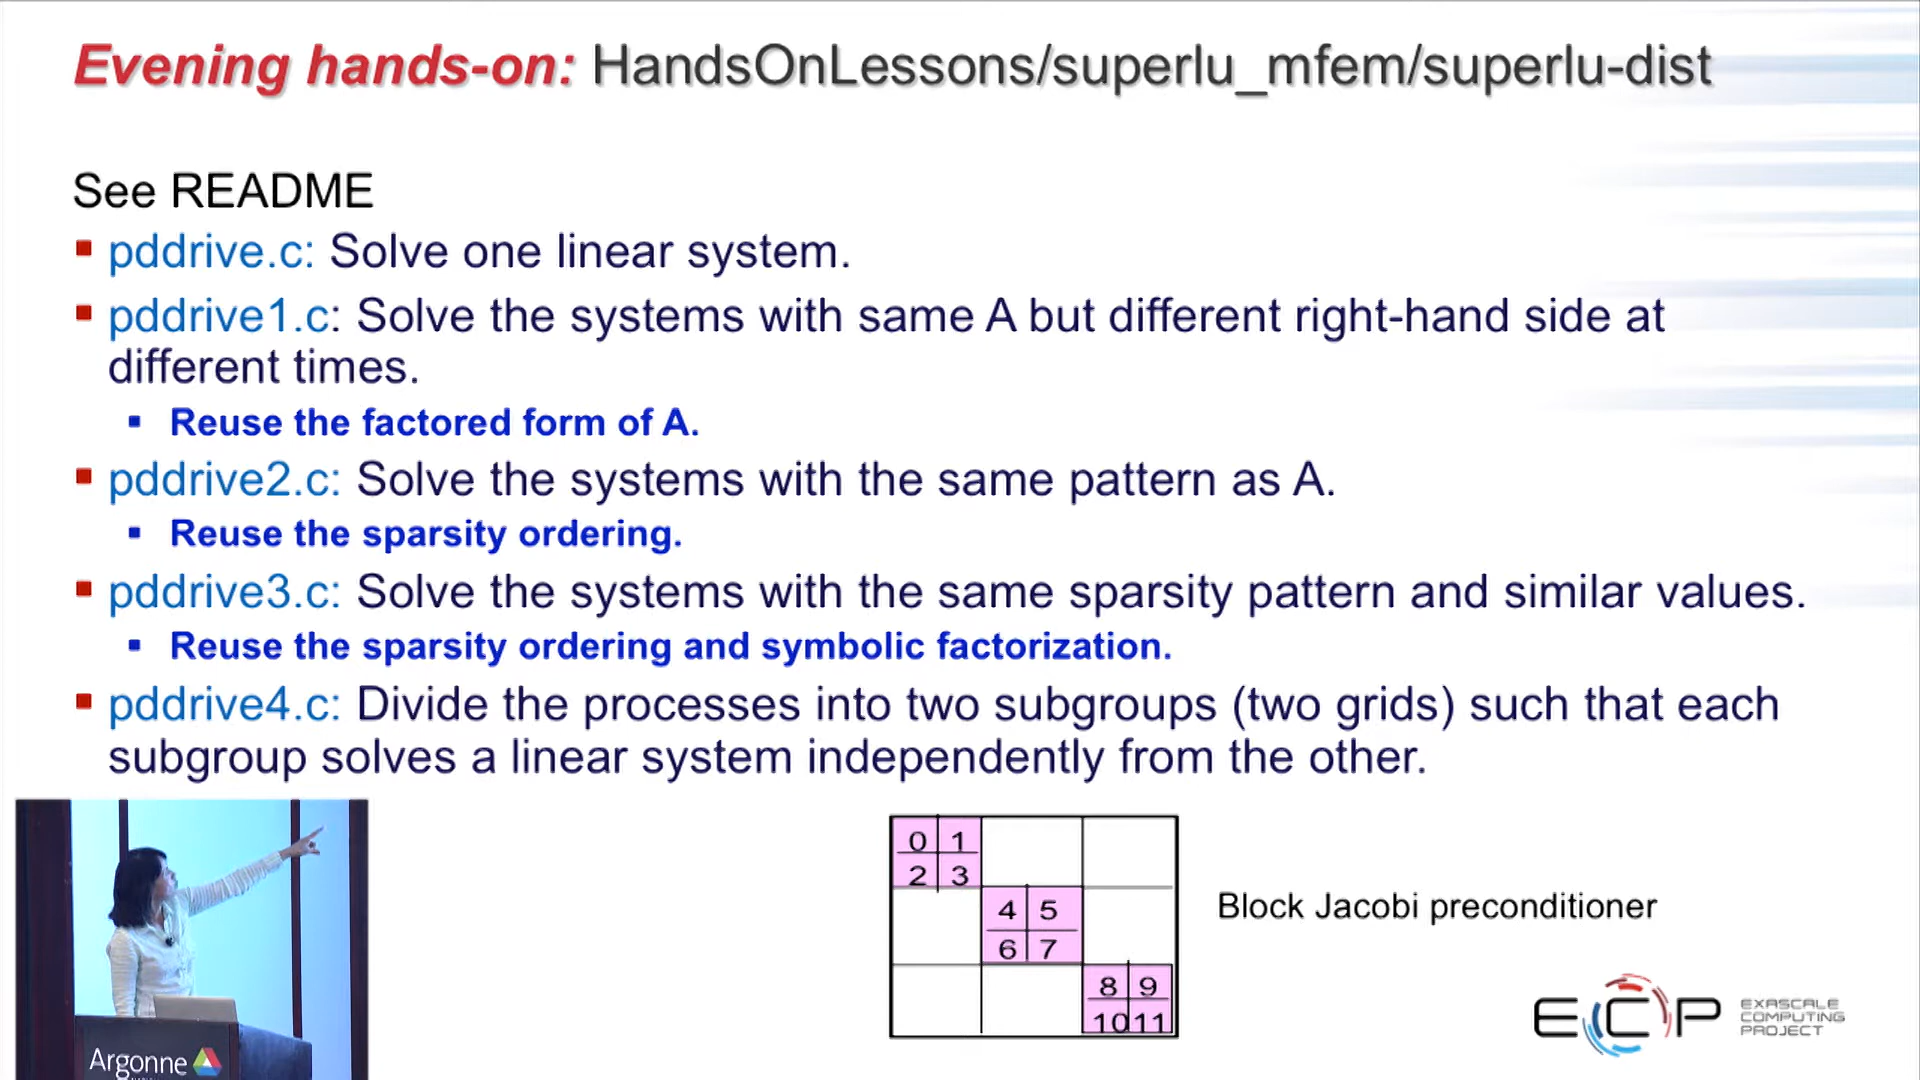 Evening hands-on: HandsOnLessons/superlu_mfem/superlu-dist
See README
▪ pddrive.c: Solve one linear system.
▪ pddrive1.c: Solve the systems with same A but different right-hand side at
different times.
▪ Reuse the factored form of A.
▪ pddrive2.c: Solve the systems with the same pattern as A.
▪ Reuse the sparsity ordering.
▪ pddrive3.c: Solve the systems with the same sparsity pattern and similar values.
▪ Reuse the sparsity ordering and symbolic factorization.
▪ pddrive4.c: Divide the processes into two subgroups (two grids) such that each
subgroup solves a linear system independently from the other.
0 1
2 3
4 5
6 7
8 9
10 11
Block Jacobi preconditioner
ECP
EXASCALE
COMPUTING
PROJECT
Argonne